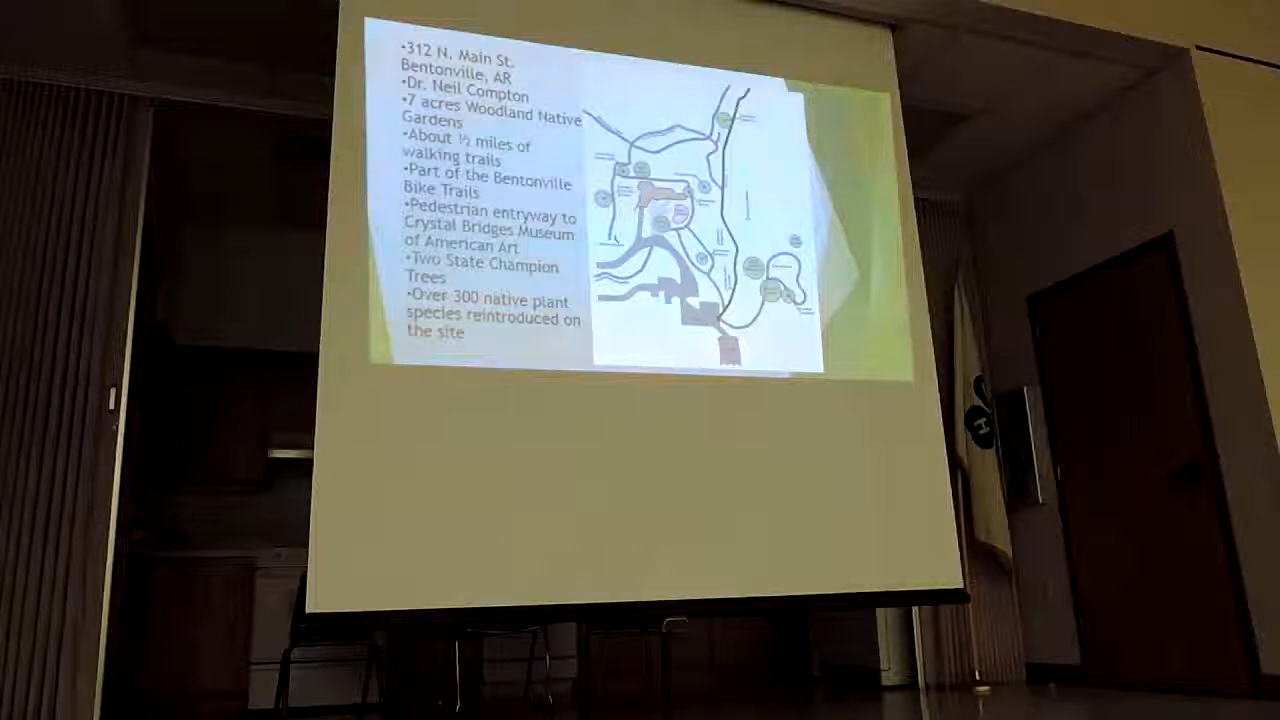 •312 N. Main St.
Bentonville, AR
•Dr. Neil Compton
•7 acres Woodland Native
Gardens
•About ½ miles of
walking trails
•Part of the Bentonville
Bike Trails
•Pedestrian entryway to
Crystal Bridges Museum
of American Art
•Two State Champion
Trees
•Over 300 native plant
species reintroduced on
the site
H